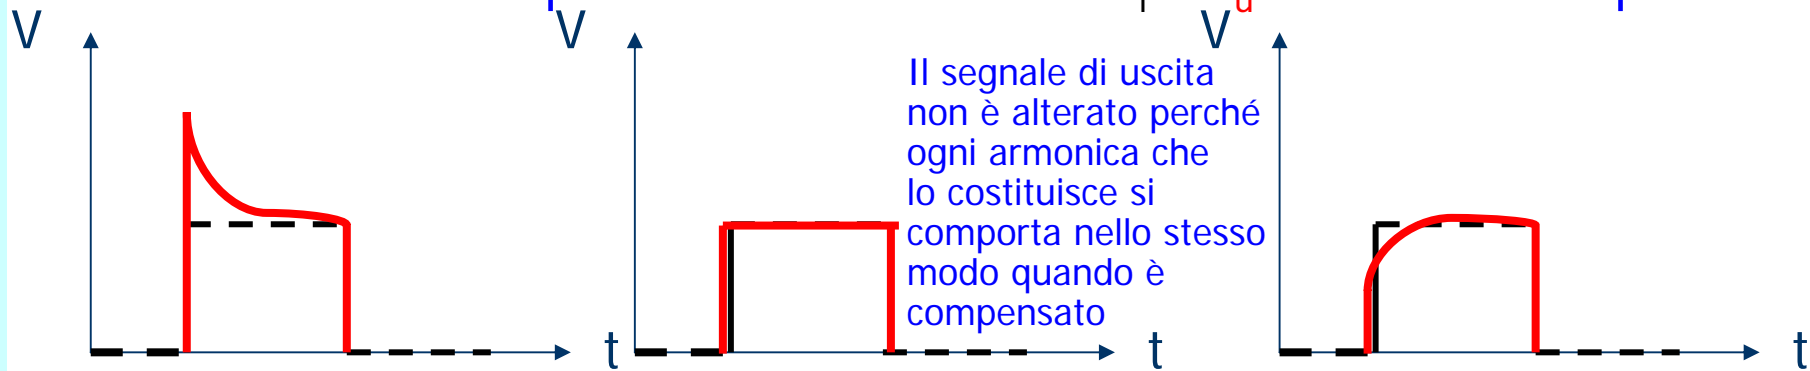 V
V
u
V
Il segnale di uscita
non è alterato perché
ogni armonica che
lo costituisce si
comporta nello stesso
modo quando è
compensato
t
t
t